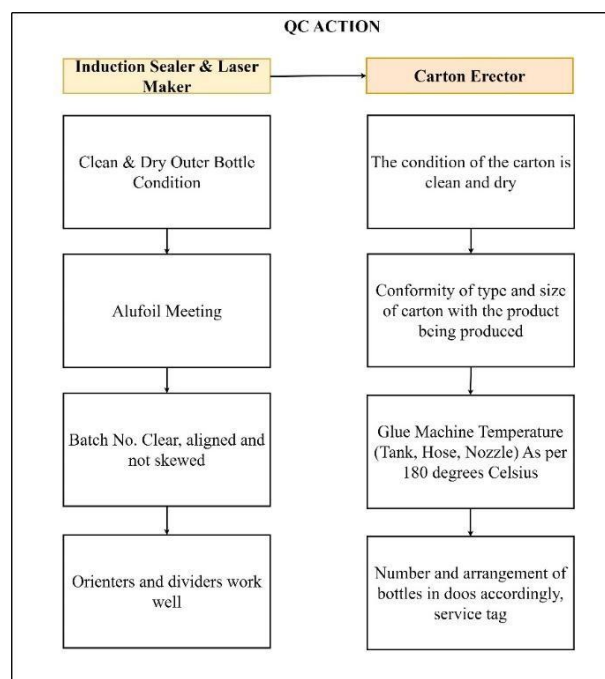 QC ACTION
Induction Sealer & Laser
Maker
Clean & Dry Outer Bottle
Condition
Alufoil Meeting
Batch No. Clear, aligned and
not skewed
Orienters and dividers work
well
Carton Erector
The condition of the carton is
clean and dry
Conformity of type and size
of carton with the product
being produced
Glue Machine Temperature
(Tank, Hose, Nozzle) As per
180 degrees Celsius
Number and arrangement of
bottles in doos accordingly,
service tag